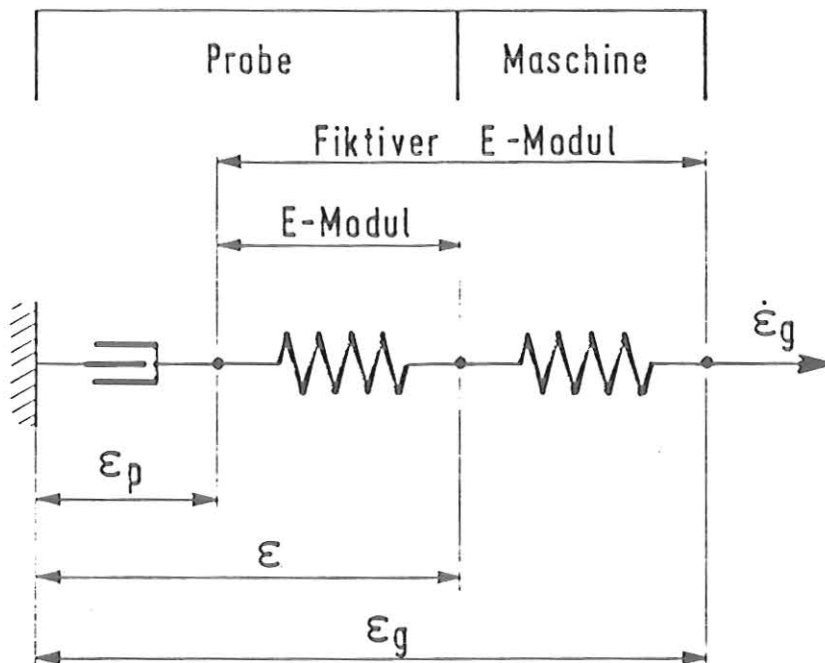 Probe Maschine
Fiktiver E-Modul
E-Modul
ε̇g
εp
ε
εg